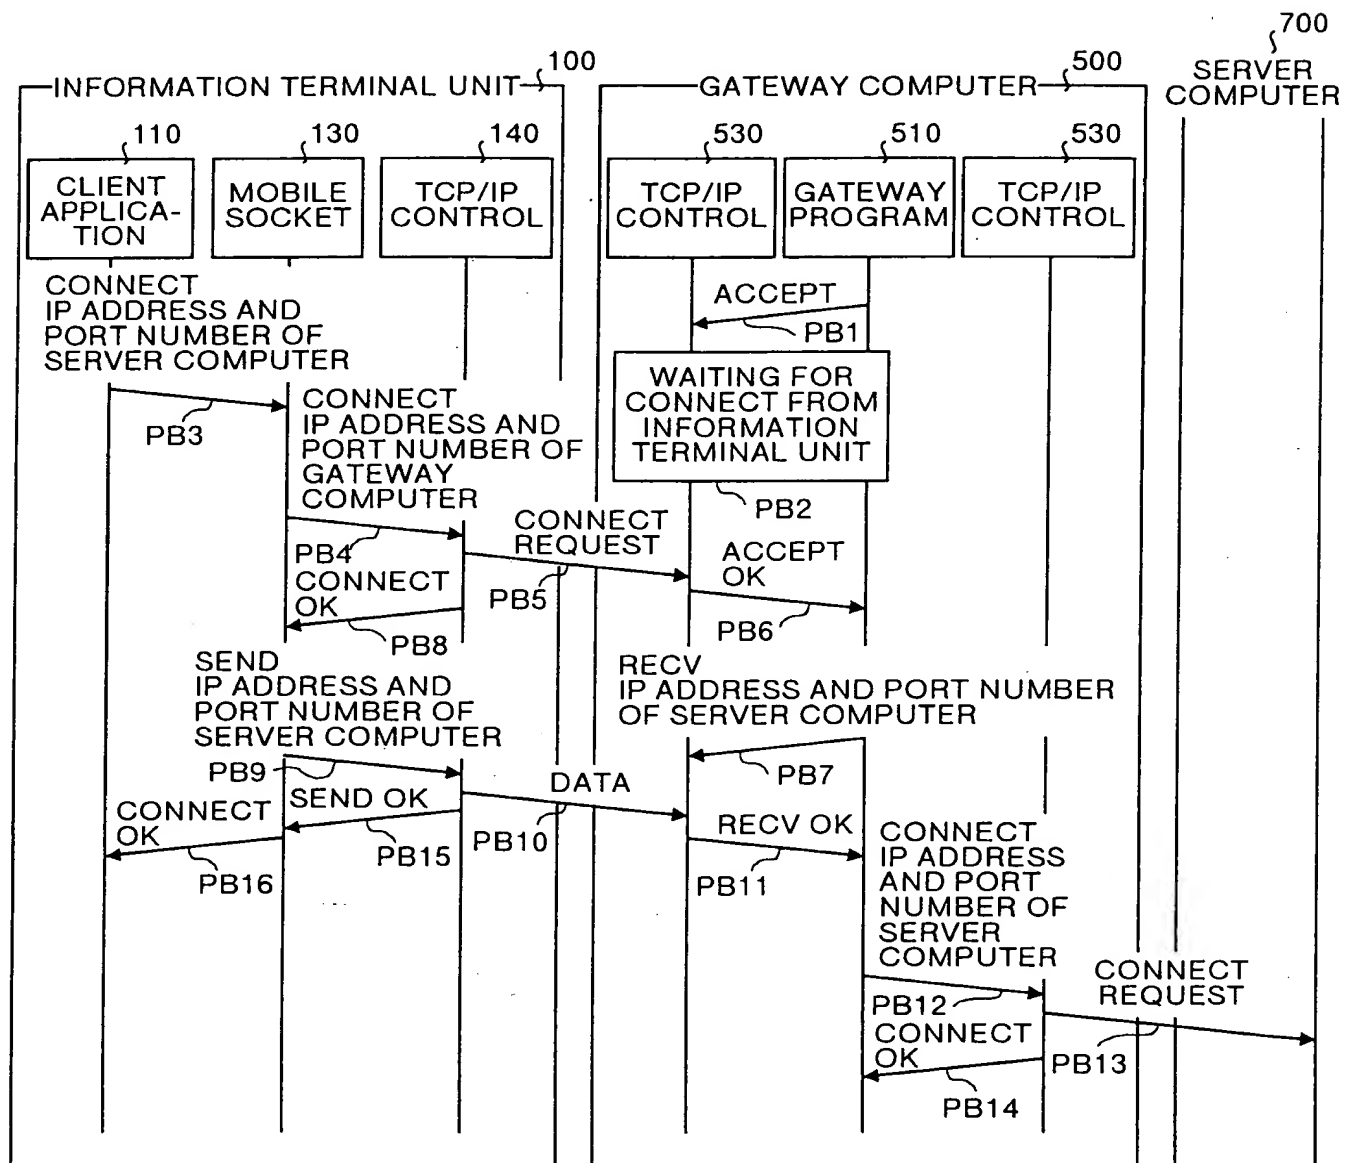 700
INFORMATION TERMINAL UNIT 100
GATEWAY COMPUTER 500
SERVER
COMPUTER
110
130
140
530
510
530
CLIENT
APPLICA-
TION
MOBILE
SOCKET
TCP/IP
CONTROL
TCP/IP
CONTROL
GATEWAY
PROGRAM
TCP/IP
CONTROL
CONNECT
IP ADDRESS AND
PORT NUMBER OF
SERVER COMPUTER
ACCEPT
PB1
WAITING FOR
CONNECT FROM
INFORMATION
TERMINAL UNIT
PB2
PB3
CONNECT
IP ADDRESS AND
PORT NUMBER OF
GATEWAY
COMPUTER
PB4
CONNECT
REQUEST
PB5
ACCEPT
OK
PB6
CONNECT
OK
PB8
SEND
IP ADDRESS AND
PORT NUMBER OF
SERVER COMPUTER
PB9
RECV
IP ADDRESS AND PORT NUMBER
OF SERVER COMPUTER
PB7
DATA
PB10
SEND OK
PB15
CONNECT
OK
PB16
RECV OK
PB11
CONNECT
IP ADDRESS
AND PORT
NUMBER OF
SERVER
COMPUTER
PB12
CONNECT
REQUEST
PB13
CONNECT
OK
PB14